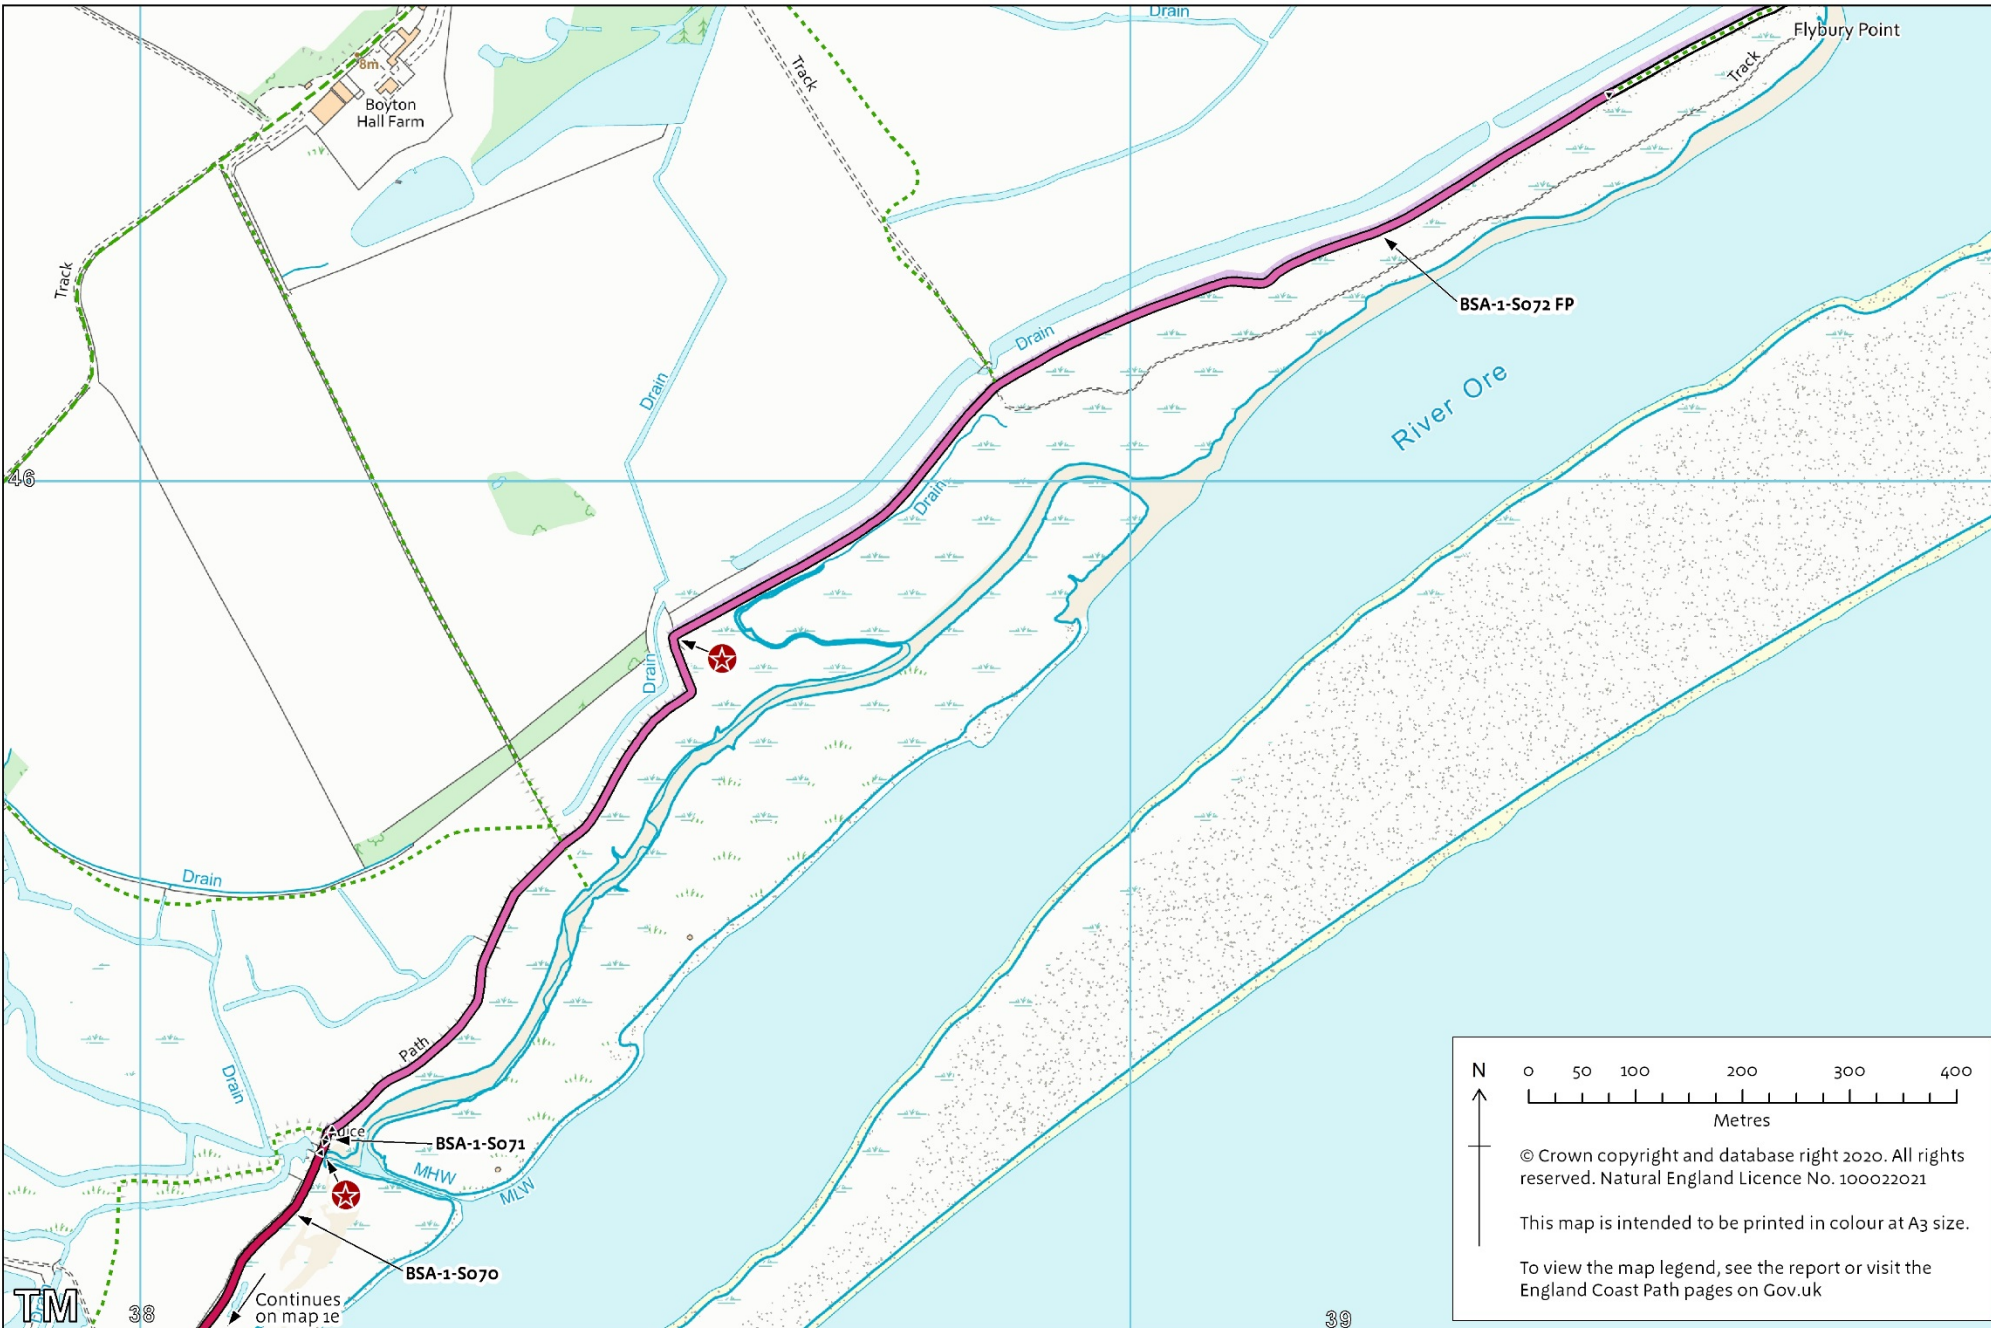 Drain
Flybury Point
Track
Track
8m
Boyton
Hall Farm
Track
BSA-1-S072 FP
Drain
Drain
River Ore
46
Drain
Drain
Drain
Path
Drain
BSA-1-S071
MHW
MLW
BSA-1-S070
Continues
on map 1e
TM
38
39
N
0 50 100 200 300 400
Metres
© Crown copyright and database right 2020. All rights
reserved. Natural England Licence No. 100022021
This map is intended to be printed in colour at A3 size.
To view the map legend, see the report or visit the
England Coast Path pages on Gov.uk